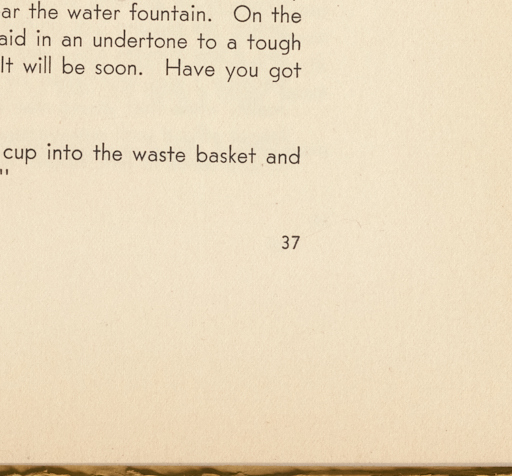 ar the water fountain. On the
aid in an undertone to a tough
It will be soon. Have you got
cup into the waste basket and
"
37